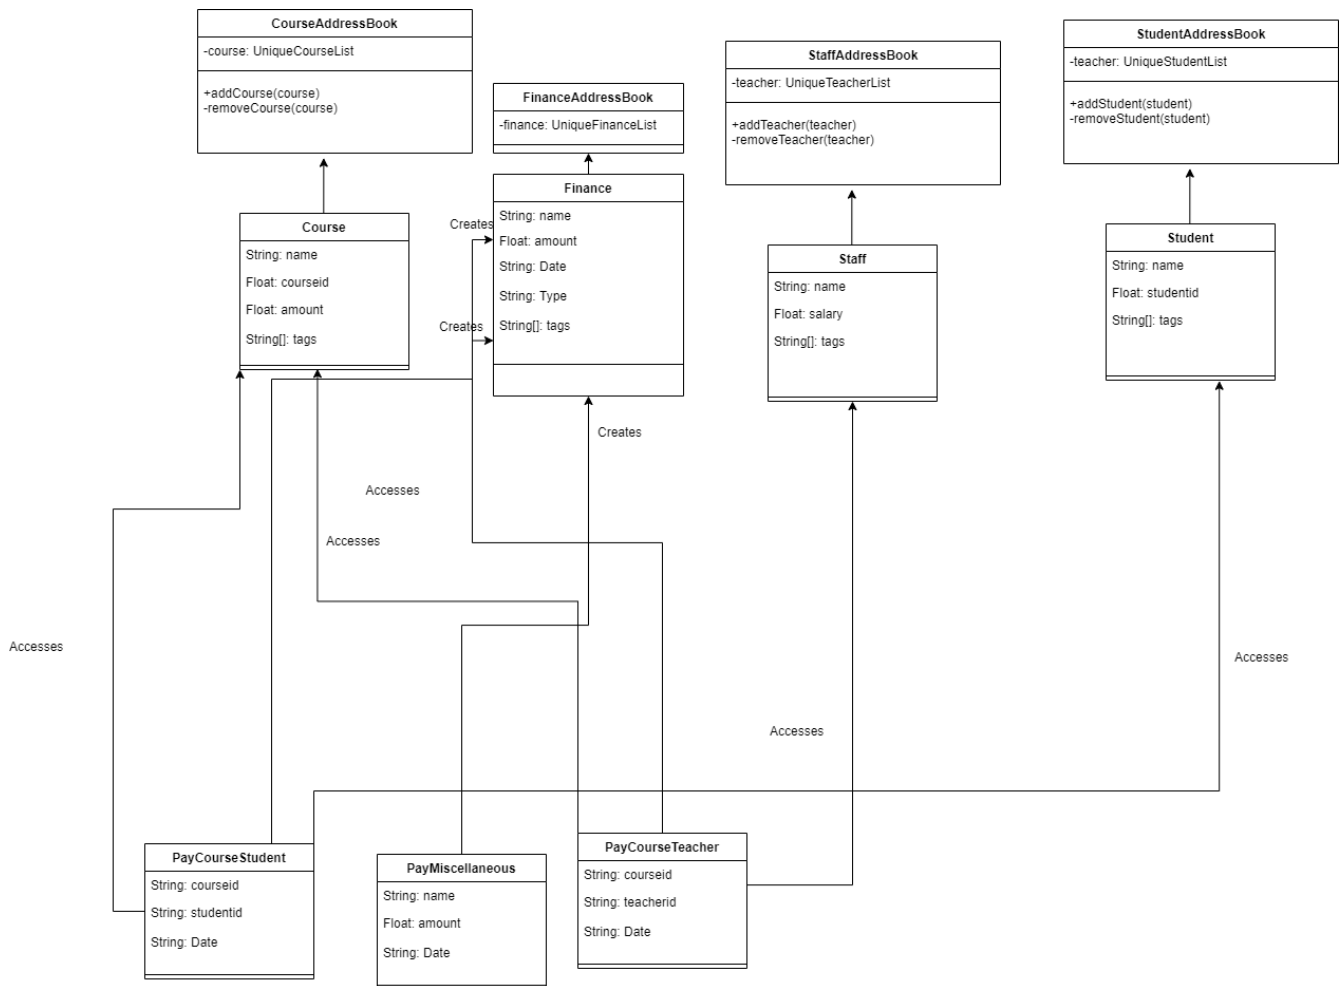 CourseAddressBook
-course: UniqueCourseList
+addCourse(course)
-removeCourse(course)
FinanceAddressBook
-finance: UniqueFinanceList
StaffAddressBook
-teacher: UniqueTeacherList
+addTeacher(teacher)
-removeTeacher(teacher)
StudentAddressBook
-teacher: UniqueStudentList
+addStudent(student)
-removeStudent(student)
Course
String: name
Float: courseid
Float: amount
String[]: tags
Creates
Creates
Finance
String: name
Float: amount
String: Date
String: Type
String[]: tags
Staff
String: name
Float: salary
String[]: tags
Student
String: name
Float: studentid
String[]: tags
Creates
Accesses
Accesses
Accesses
Accesses
Accesses
PayCourseStudent
String: courseid
String: studentid
String: Date
PayMiscellaneous
String: name
Float: amount
String: Date
PayCourseTeacher
String: courseid
String: teacherid
String: Date